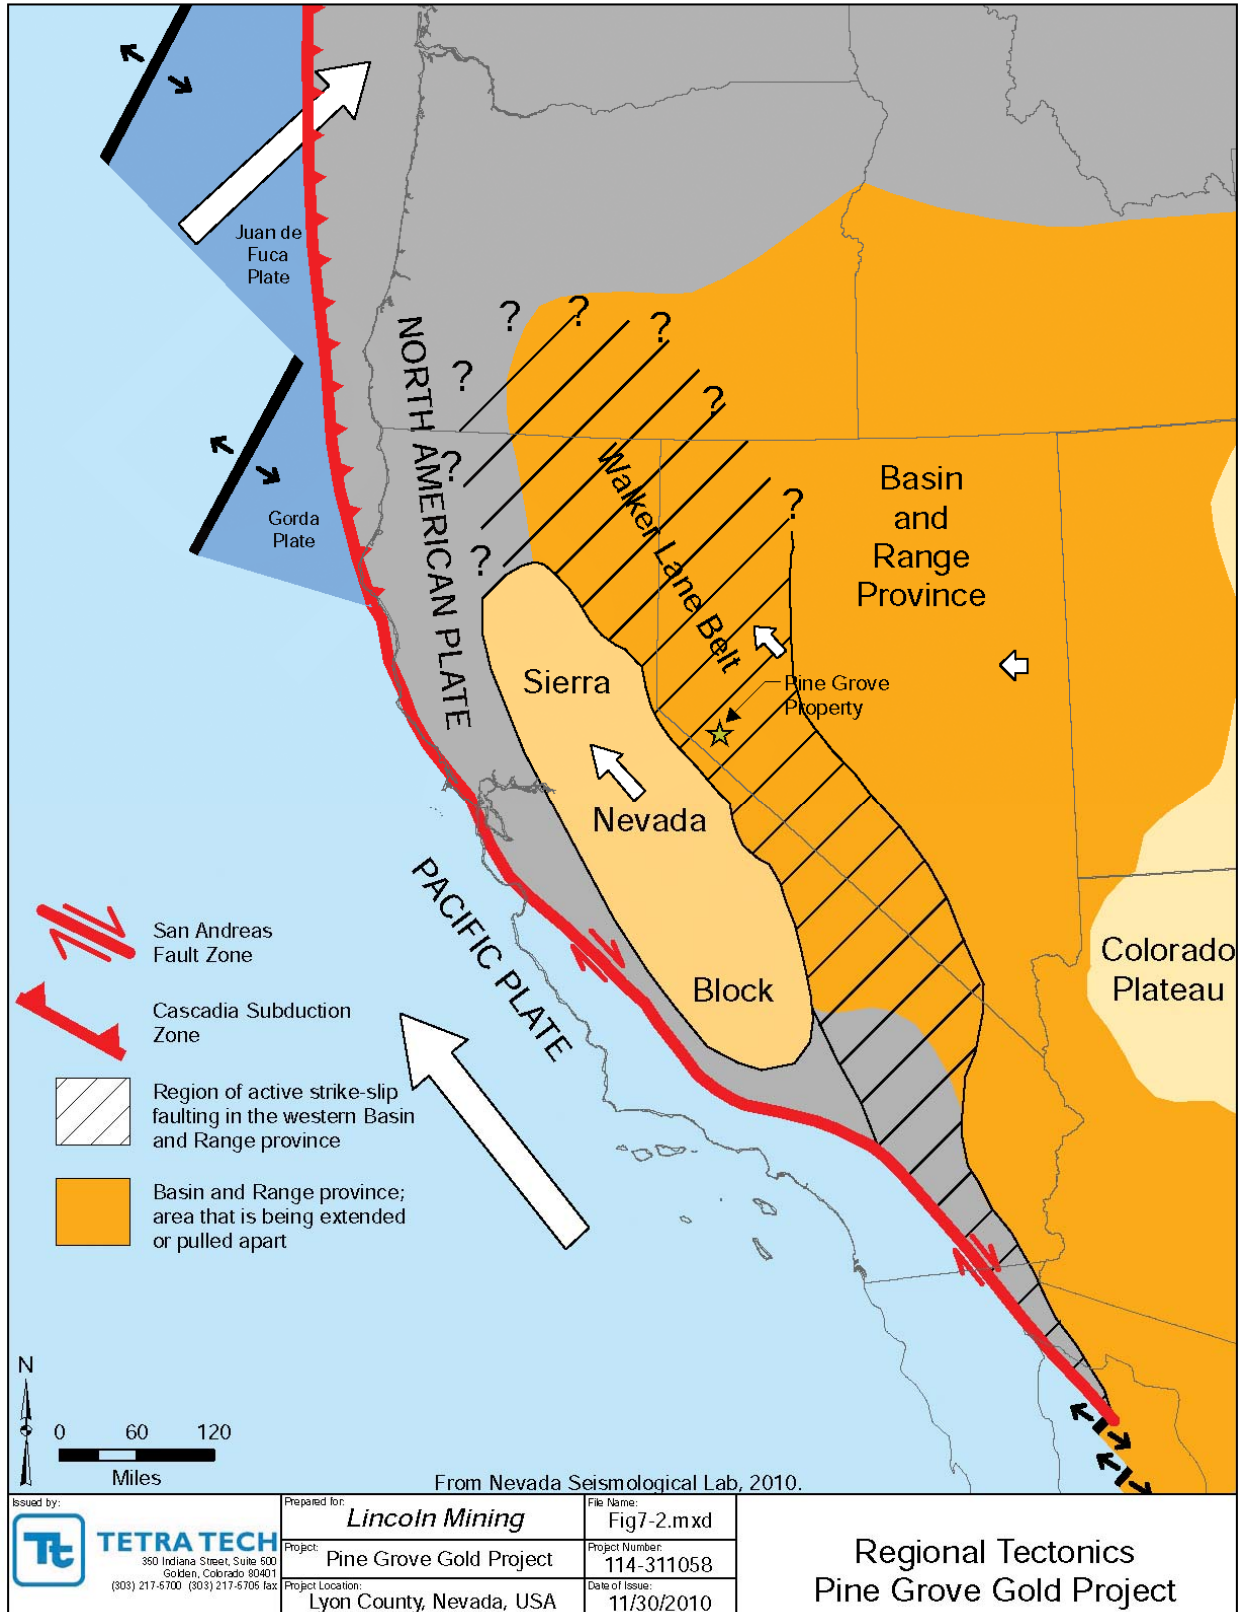 Juan de
Fuca
Plate
?
?
?
?
?
?
?
?
NORTH AMERICAN PLATE
Walker Lane Belt
Basin
and
Range
Province
Gorda
Plate
Sierra
Nevada
Block
Pine Grove
Property
PACIFIC PLATE
Colorado
Plateau
San Andreas
Fault Zone
Cascadia Subduction
Zone
Region of active strike-slip
faulting in the western Basin
and Range province
Basin and Range province;
area that is being extended
or pulled apart
N
0 60 120
Miles
From Nevada Seismological Lab, 2010.
Issued by:
Tt
TETRA TECH
350 Indiana Street, Suite 500
Golden, Colorado 80401
(303) 217-5700 (303) 217-5705 fax
Prepared for:
Lincoln Mining
Project:
Pine Grove Gold Project
Project Location:
Lyon County, Nevada, USA
File Name:
Fig7-2.mxd
Project Number:
114-311058
Date of Issue:
11/30/2010
Regional Tectonics
Pine Grove Gold Project